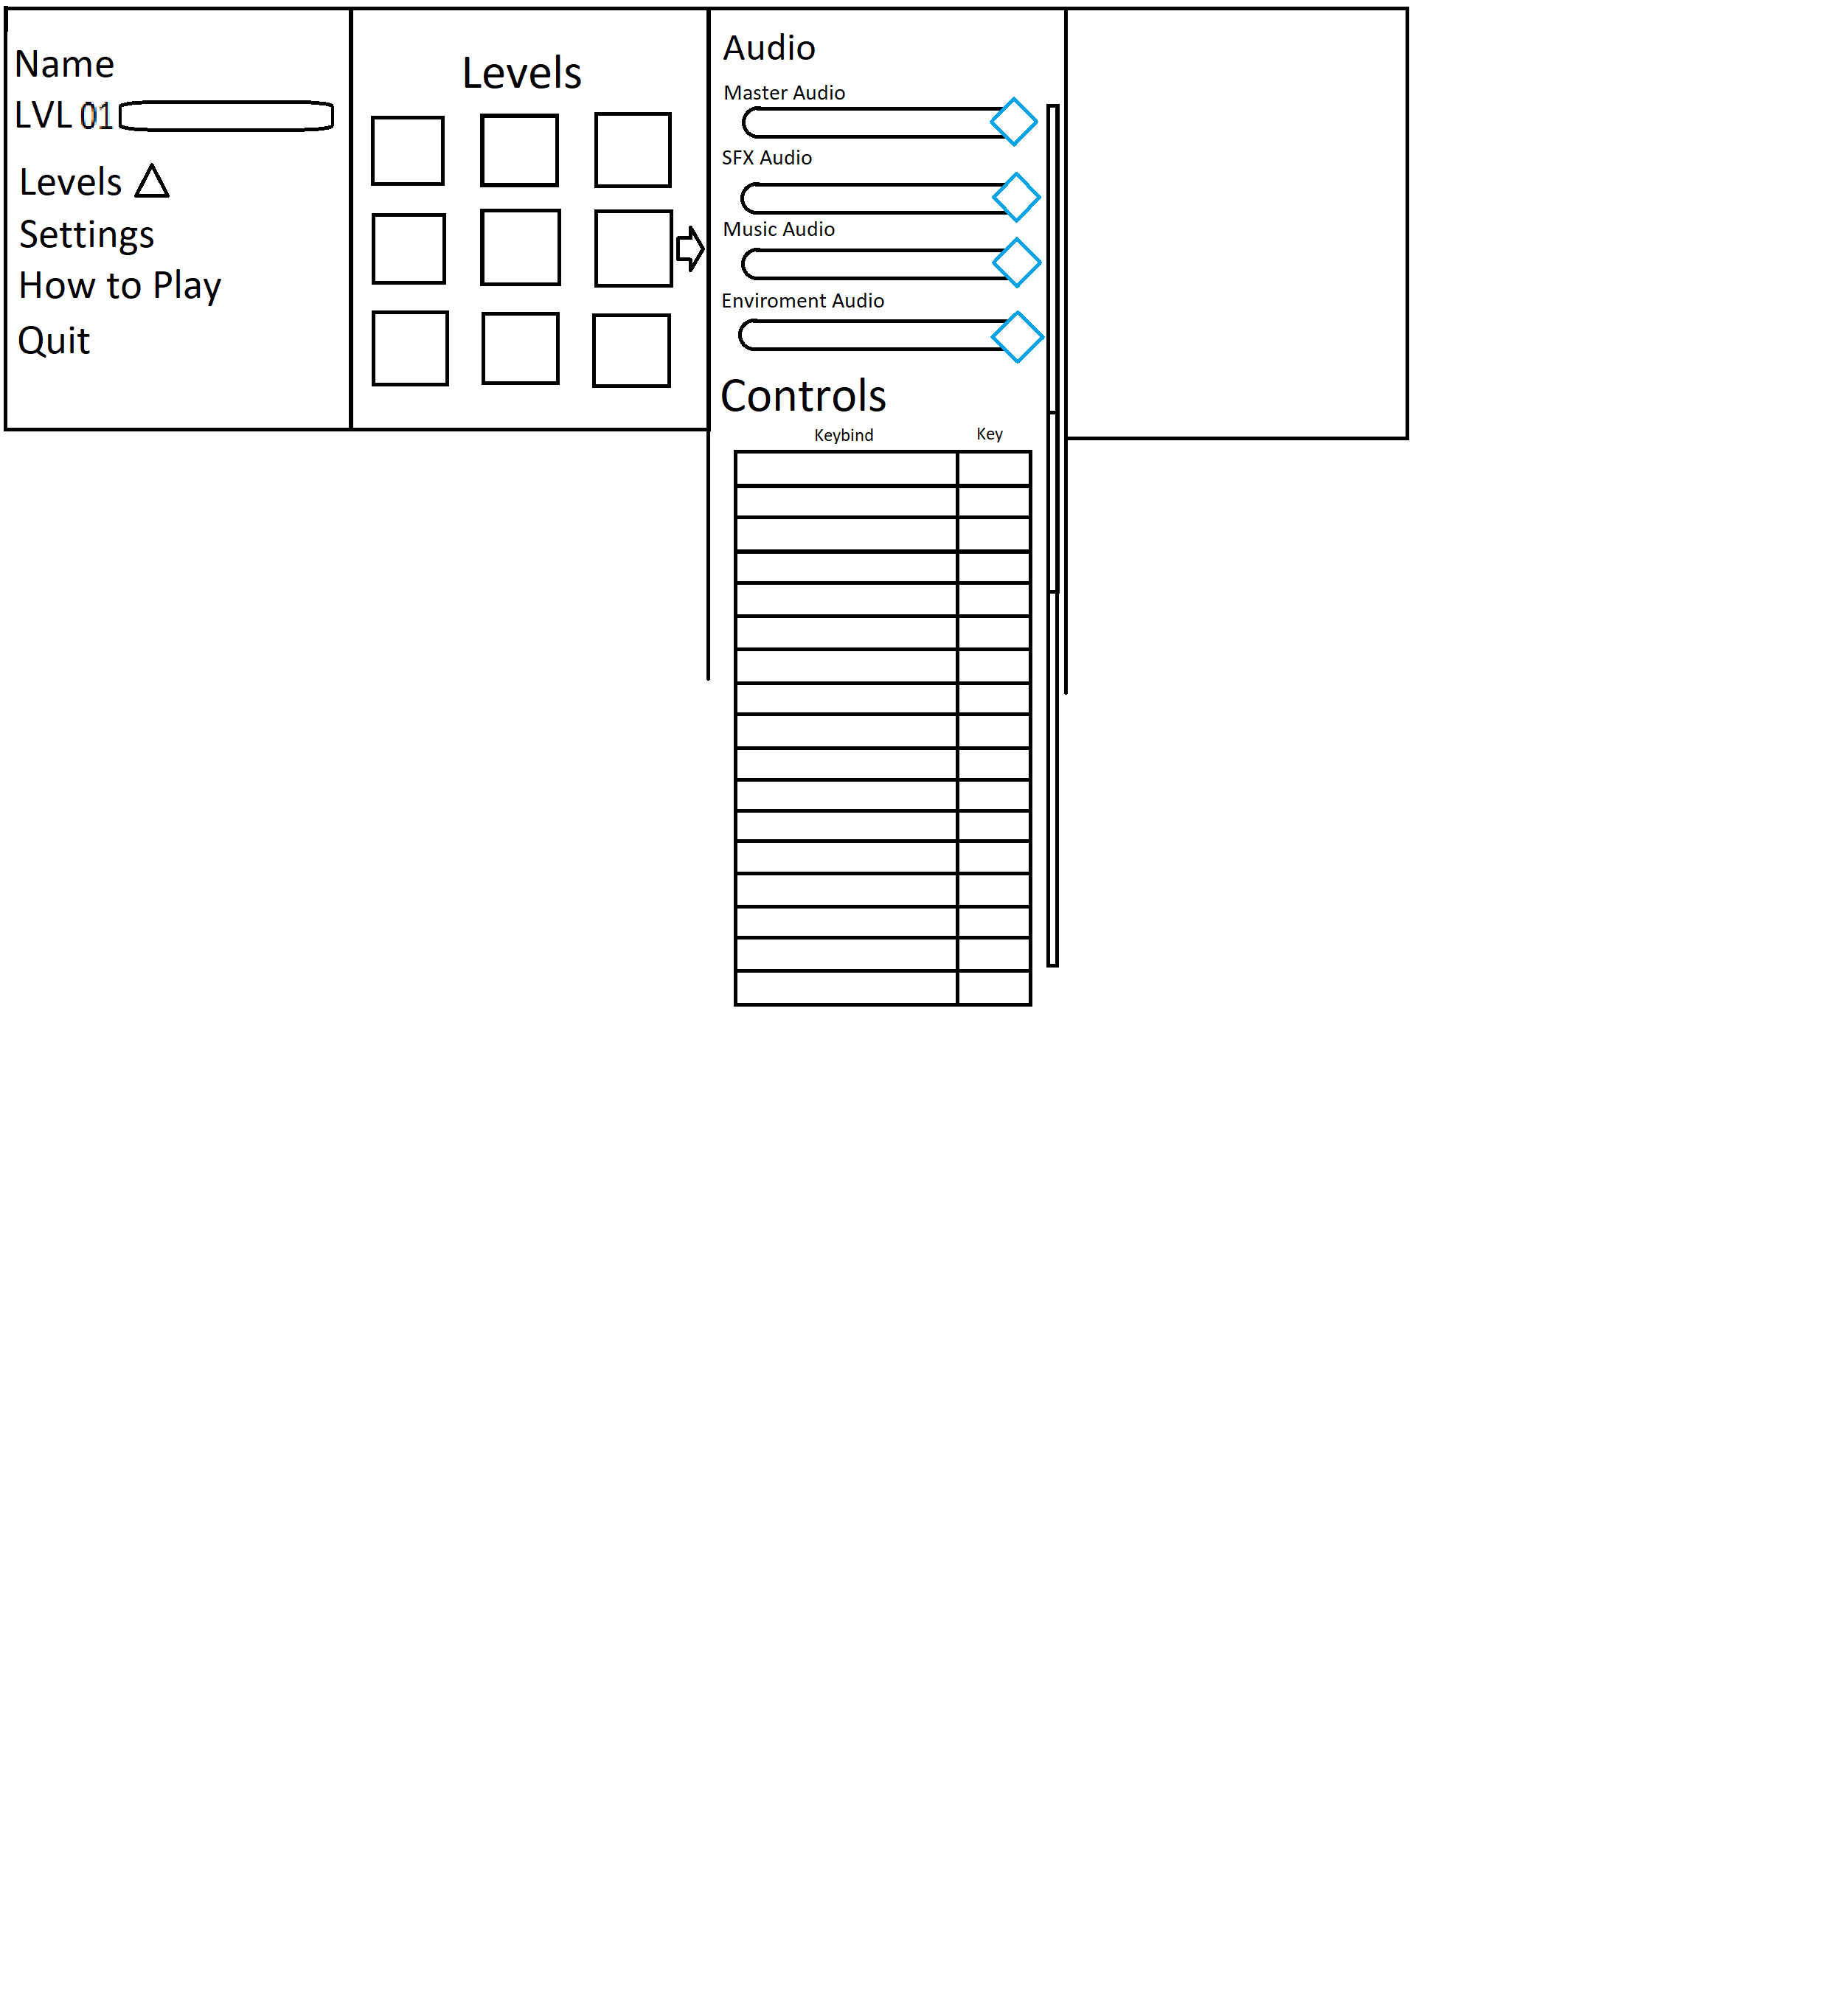 Name
LVL 01
Levels
Settings
How to Play
Quit
Levels
Audio
Master Audio
SFX Audio
Music Audio
Enviroment Audio
Controls
Keybind Key